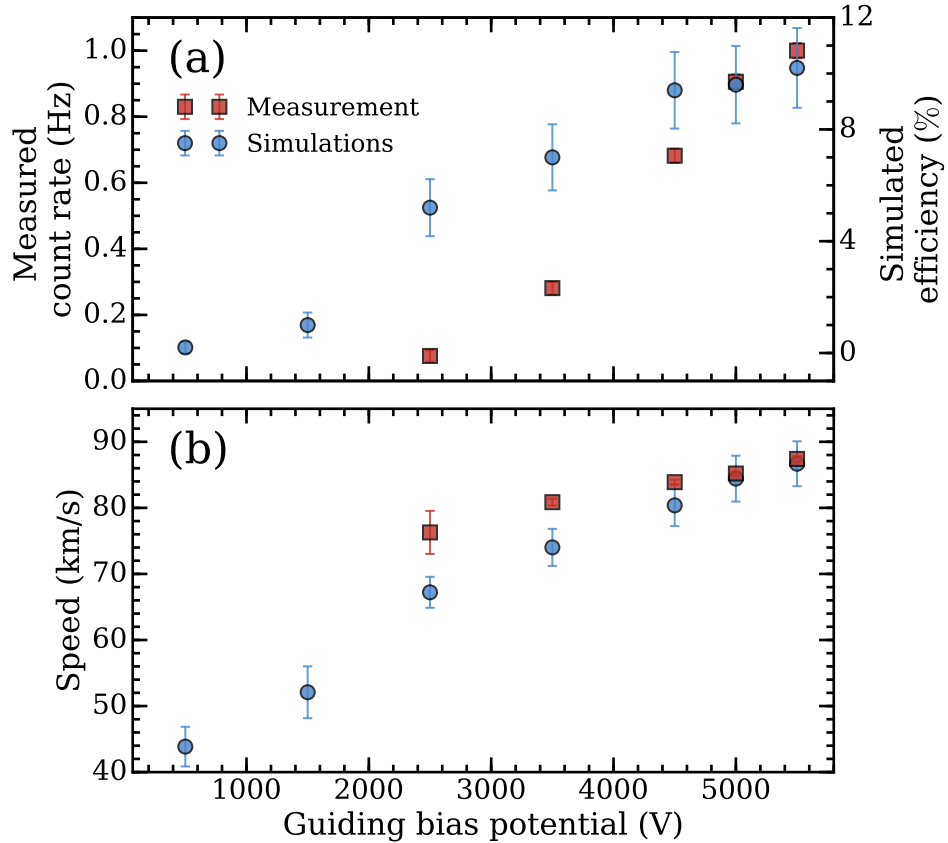 (a)
Measurement
Simulations
Measured
count rate (Hz)
1.0
0.8
0.6
0.4
0.2
0.0
12
8
4
0
Simulated
efficiency (%)
(b)
Speed (km/s)
90
80
70
60
50
40
1000 2000 3000 4000 5000
Guiding bias potential (V)